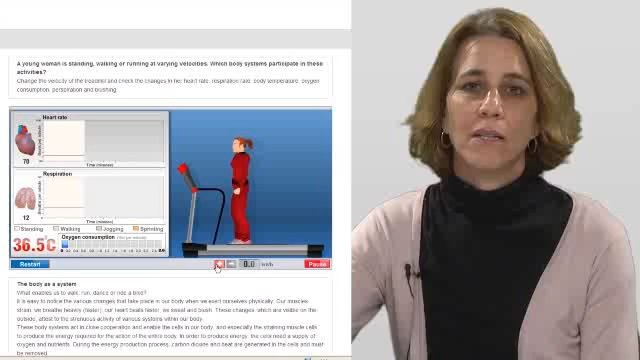 A young woman is standing, walking or running at varying velocities. Which body systems participate in these
activities?
Change the velocity of the treadmill and check the changes in her heart rate, respiration rate, body temperature, oxygen
consumption, perspiration and blushing.
Heart rate
70
Time (minutes)
Respiration
12
Time (minutes)
Standing Walking Jogging Sprinting
36.5°C
Oxygen consumption
Restart
0.0 km/h
Pause
The body as a system
What enables us to walk, run, dance or ride a bike?
It is easy to notice the various changes that take place in our body when we exert ourselves physically. Our muscles
strain, we breathe heavily (faster), our heart beats faster, we sweat and blush. These changes, which are visible on the
outside, attest to the strenuous activity of various systems within our body.
These body systems act in close cooperation and enable the cells in our body, and especially the straining muscle cells
to produce the energy required for the action of the entire body. In order to produce energy, the cells need a supply of
oxygen and nutrients. During the energy production process, carbon dioxide and heat are generated in the cells and must
be removed.